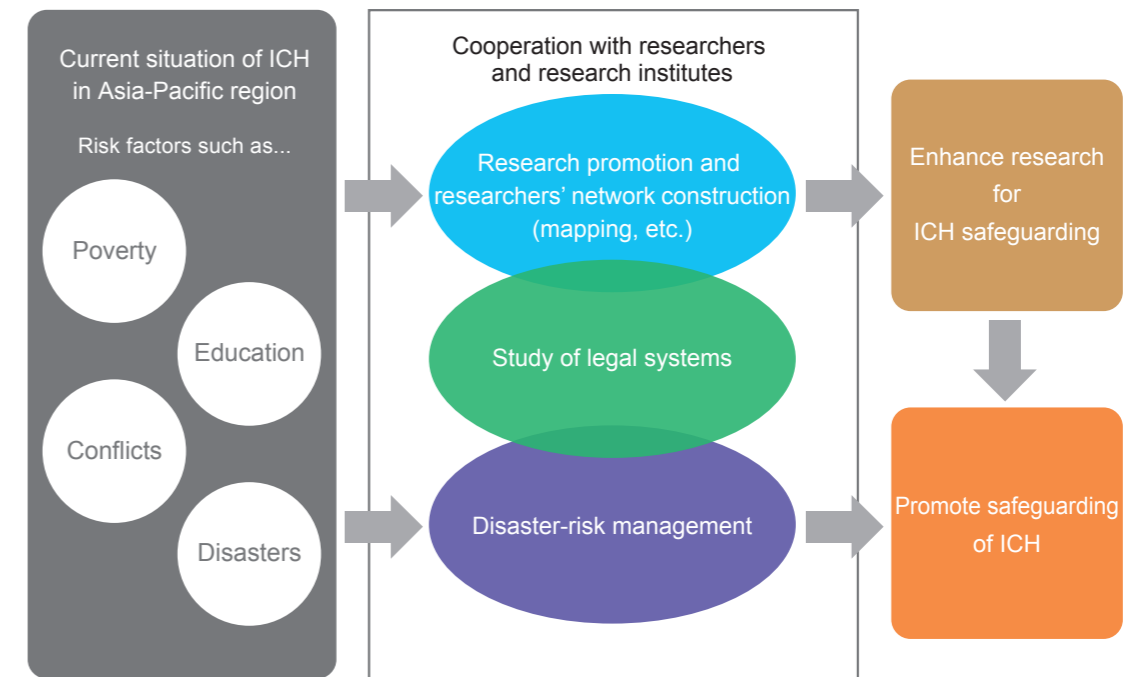 Current situation of ICH
in Asia-Pacific region
Risk factors such as...
Poverty
Education
Conflicts
Disasters
Cooperation with researchers
and research institutes
Research promotion and
researchers’ network construction
(mapping, etc.)
Study of legal systems
Disaster-risk management
Enhance research
for
ICH safeguarding
Promote safeguarding
of ICH